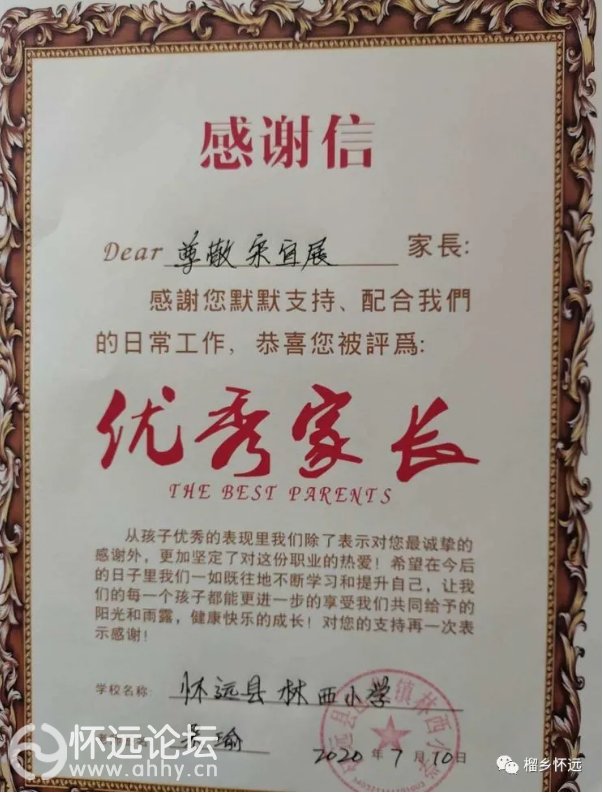 感谢信
Dear 尊敬 宋宜展 家長:
感謝您默默支持、配合我們
的日常工作，恭喜您被評爲:
优秀家长
THE BEST PARENTS
从孩子优秀的表现里我们除了表示对您最诚挚的
感谢外，更加坚定了对这份职业的热爱！希望在今后
的日子里我们一如既往地不断学习和提升自己，让我
们的每一个孩子都能更进一步的享受我们共同给予的
阳光和雨露，健康快乐的成长！对您的支持再一次表
示感谢！
学校名称: 怀远县林西小学
瑜
2020年7月10日
怀远论坛
www.ahhy.cn
榴乡怀远